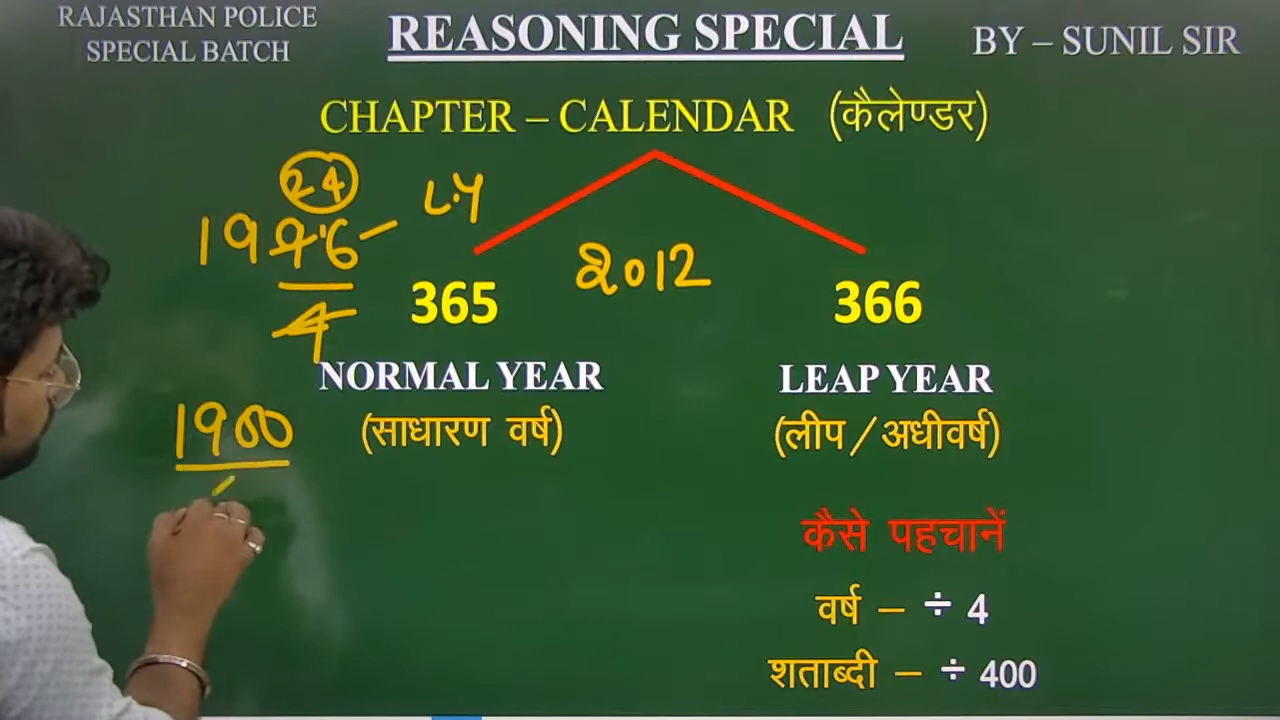 RAJASTHAN POLICE
SPECIAL BATCH
REASONING SPECIAL
BY – SUNIL SIR
CHAPTER – CALENDAR (कैलेण्डर)
24
1996 – L.Y
4
2012
365
366
NORMAL YEAR
(साधारण वर्ष)
LEAP YEAR
(लीप/अधीवर्ष)
1900
कैसे पहचानें
वर्ष – ÷ 4
शताब्दी – ÷ 400